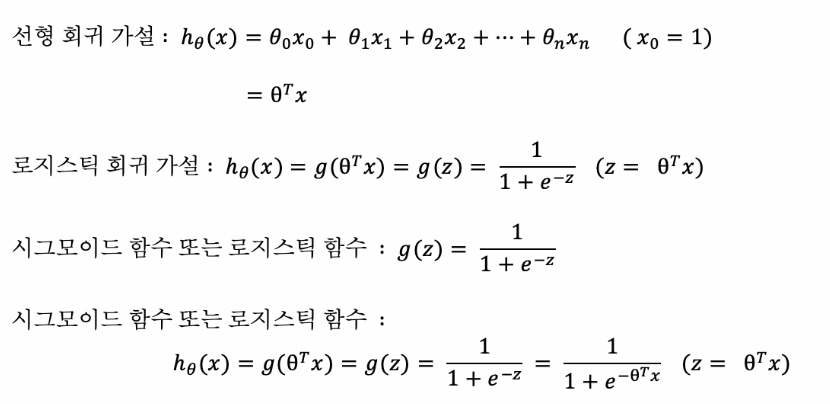 선형 회귀 가설 : hθ(x) = θ₀x₀ + θ₁x₁ + θ₂x₂ + ⋯ + θₙxₙ ( x₀ = 1)
= θᵀx
로지스틱 회귀 가설 : hθ(x) = g(θᵀx) = g(z) = 1/(1 + e⁻ᶻ) (z = θᵀx)
시그모이드 함수 또는 로지스틱 함수 : g(z) = 1/(1 + e⁻ᶻ)
시그모이드 함수 또는 로지스틱 함수 :
hθ(x) = g(θᵀx) = g(z) = 1/(1 + e⁻ᶻ) = 1/(1 + e^(−θᵀx)) (z = θᵀx)